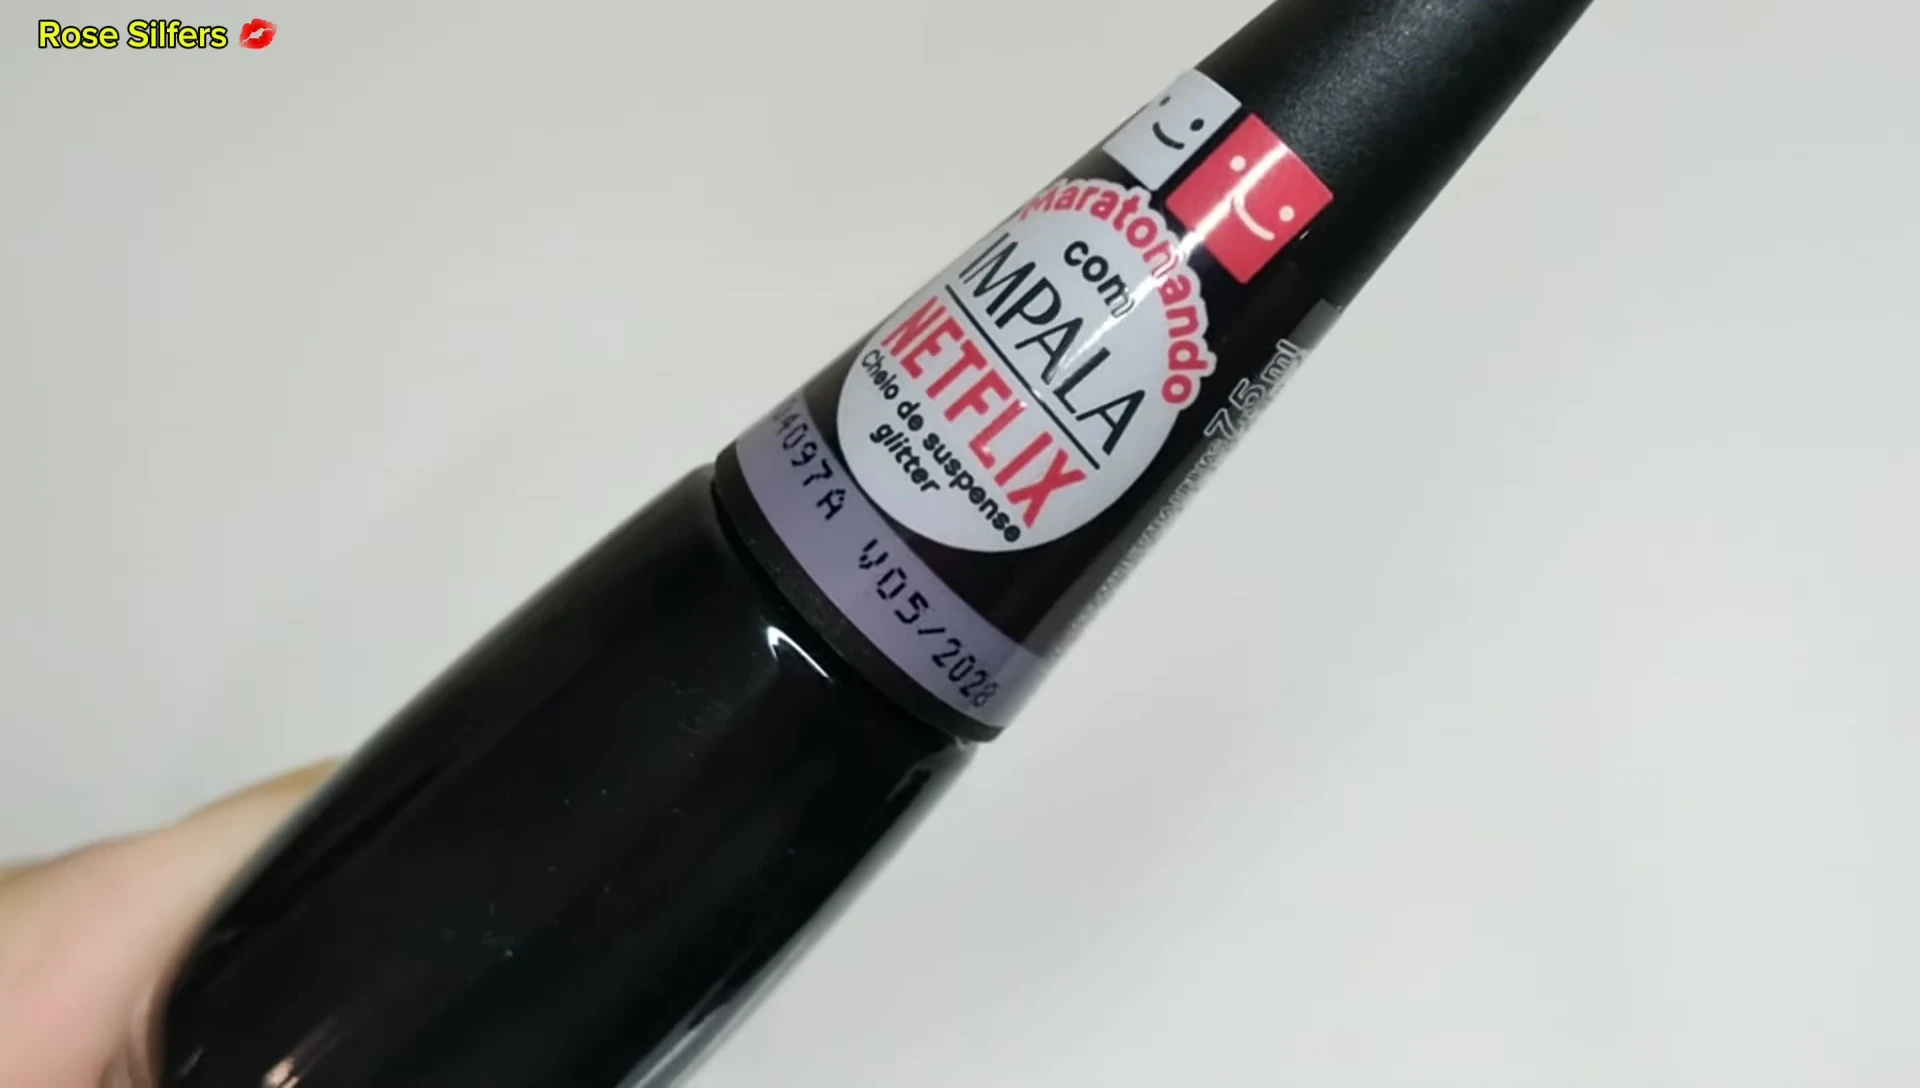 Rose Silfers 💋
Maratonando
com
IMPALA
NETFLIX
Cheio de suspense
glitter
4097A V05/2028
7,5ml